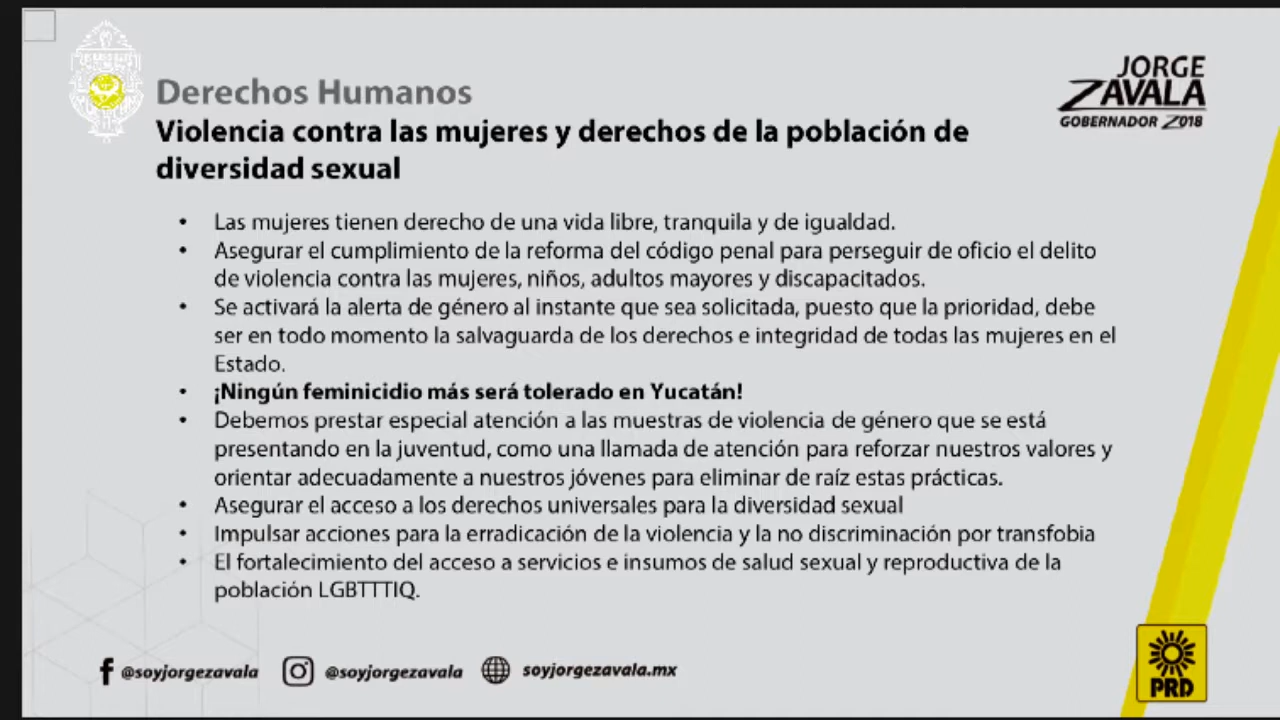 Derechos Humanos
Violencia contra las mujeres y derechos de la población de
diversidad sexual
JORGE
ZAVALA
GOBERNADOR 2018
• Las mujeres tienen derecho de una vida libre, tranquila y de igualdad.
• Asegurar el cumplimiento de la reforma del código penal para perseguir de oficio el delito
de violencia contra las mujeres, niños, adultos mayores y discapacitados.
• Se activará la alerta de género al instante que sea solicitada, puesto que la prioridad, debe
ser en todo momento la salvaguarda de los derechos e integridad de todas las mujeres en el
Estado.
• ¡Ningún feminicidio más será tolerado en Yucatán!
• Debemos prestar especial atención a las muestras de violencia de género que se está
presentando en la juventud, como una llamada de atención para reforzar nuestros valores y
orientar adecuadamente a nuestros jóvenes para eliminar de raíz estas prácticas.
• Asegurar el acceso a los derechos universales para la diversidad sexual
• Impulsar acciones para la erradicación de la violencia y la no discriminación por transfobia
• El fortalecimiento del acceso a servicios e insumos de salud sexual y reproductiva de la
población LGBTTTIQ.
@soyjorgezavala @soyjorgezavala soyjorgezavala.mx
PRD